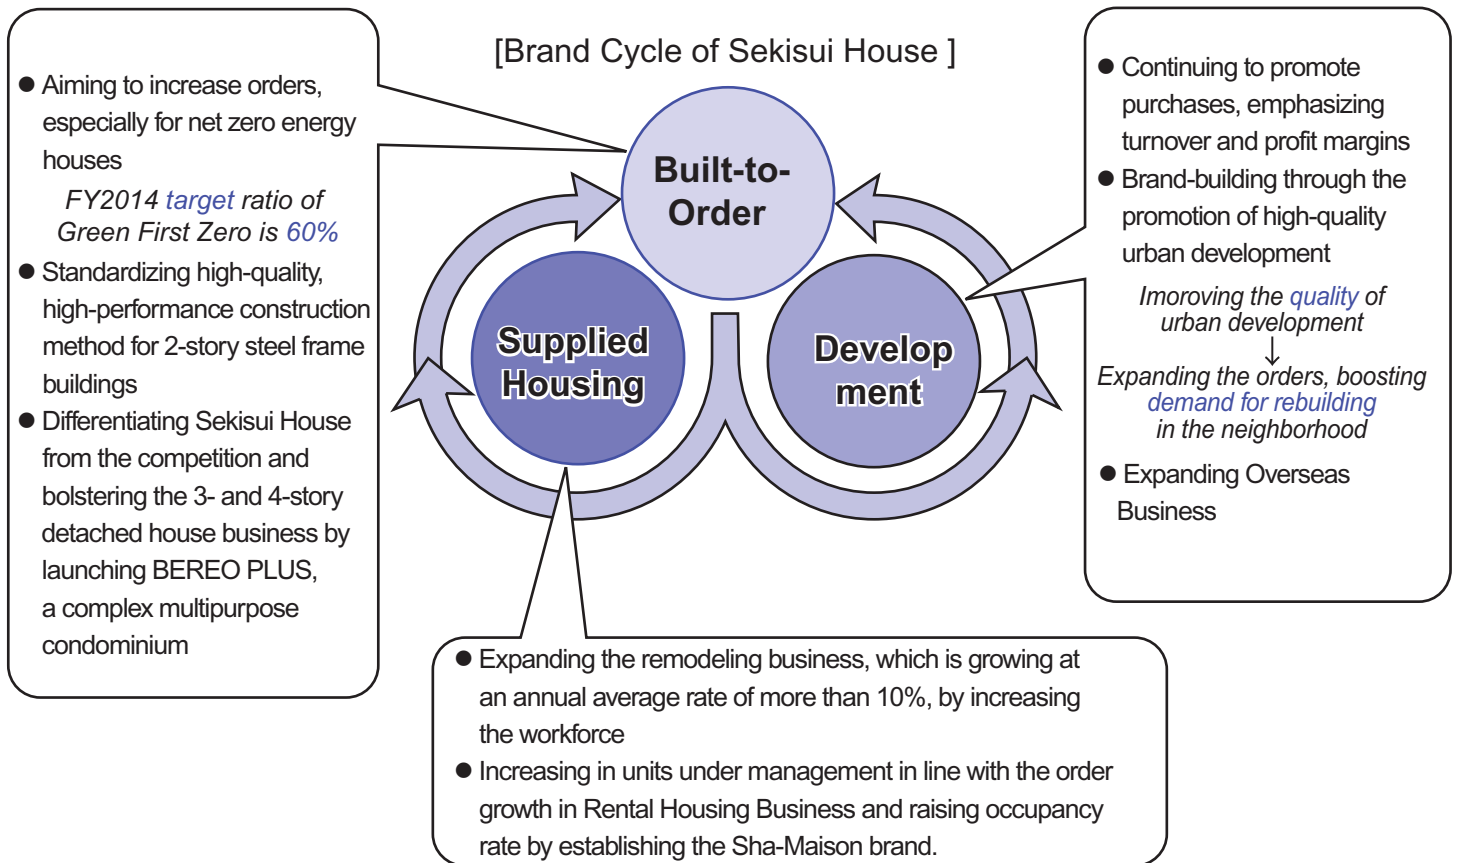 [Brand Cycle of Sekisui House ]
● Aiming to increase orders,
especially for net zero energy
houses
FY2014 target ratio of
Green First Zero is 60%
● Standardizing high-quality,
high-performance construction
method for 2-story steel frame
buildings
● Differentiating Sekisui House
from the competition and
bolstering the 3- and 4-story
detached house business by
launching BEREO PLUS,
a complex multipurpose
condominium
Built-to-
Order
Supplied
Housing
Develop
ment
● Continuing to promote
purchases, emphasizing
turnover and profit margins
● Brand-building through the
promotion of high-quality
urban development
Imoroving the quality of
urban development
↓
Expanding the orders, boosting
demand for rebuilding
in the neighborhood
● Expanding Overseas
Business
● Expanding the remodeling business, which is growing at
an annual average rate of more than 10%, by increasing
the workforce
● Increasing in units under management in line with the order
growth in Rental Housing Business and raising occupancy
rate by establishing the Sha-Maison brand.